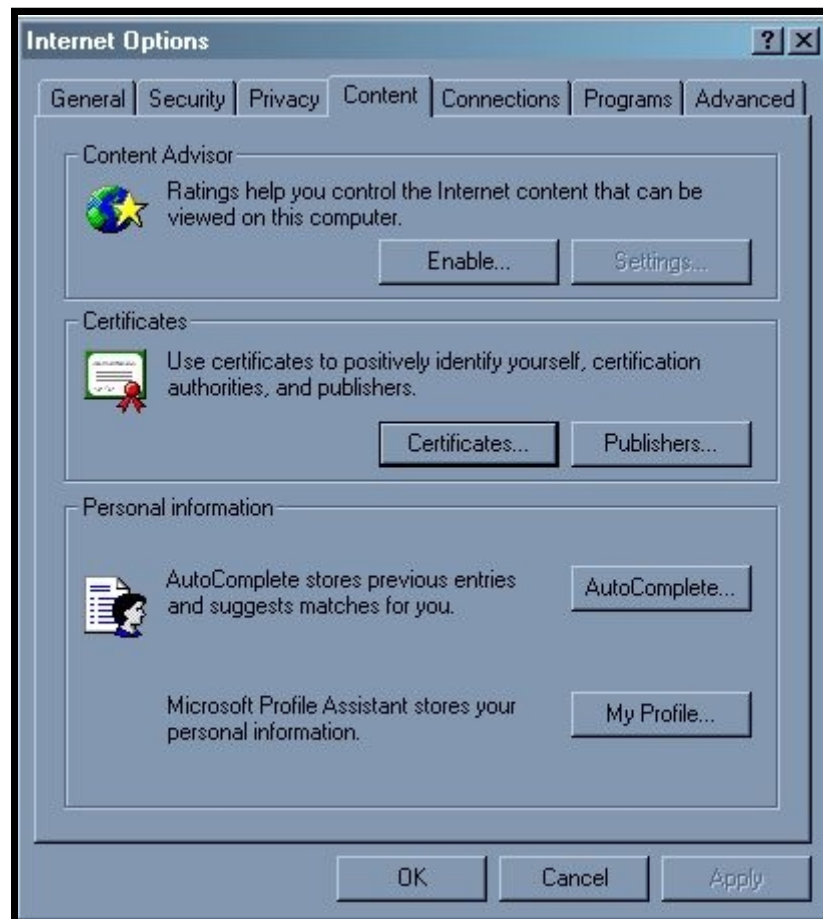 Internet Options
General Security Privacy Content Connections Programs Advanced
Content Advisor
Ratings help you control the Internet content that can be
viewed on this computer.
Enable... Settings...
Certificates
Use certificates to positively identify yourself, certification
authorities, and publishers.
Certificates... Publishers...
Personal information
AutoComplete stores previous entries
and suggests matches for you.
AutoComplete...
Microsoft Profile Assistant stores your
personal information.
My Profile...
OK Cancel Apply